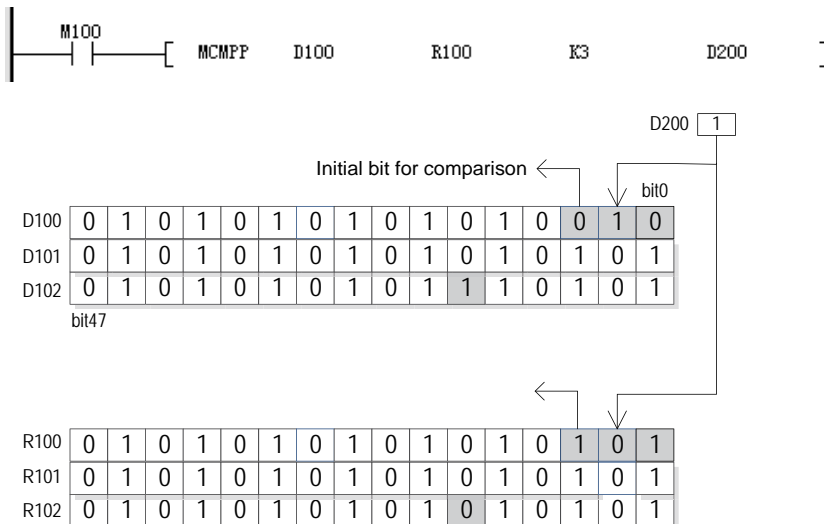 M100
MCMPP D100 R100 K3 D200
D200 1
Initial bit for comparison
bit0
D100 0 1 0 1 0 1 0 1 0 1 0 1 0 0 1 0
D101 0 1 0 1 0 1 0 1 0 1 0 1 0 1 0 1
D102 0 1 0 1 0 1 0 1 0 1 1 1 0 1 0 1
bit47
R100 0 1 0 1 0 1 0 1 0 1 0 1 0 1 0 1
R101 0 1 0 1 0 1 0 1 0 1 0 1 0 1 0 1
R102 0 1 0 1 0 1 0 1 0 1 0 1 0 1 0 1